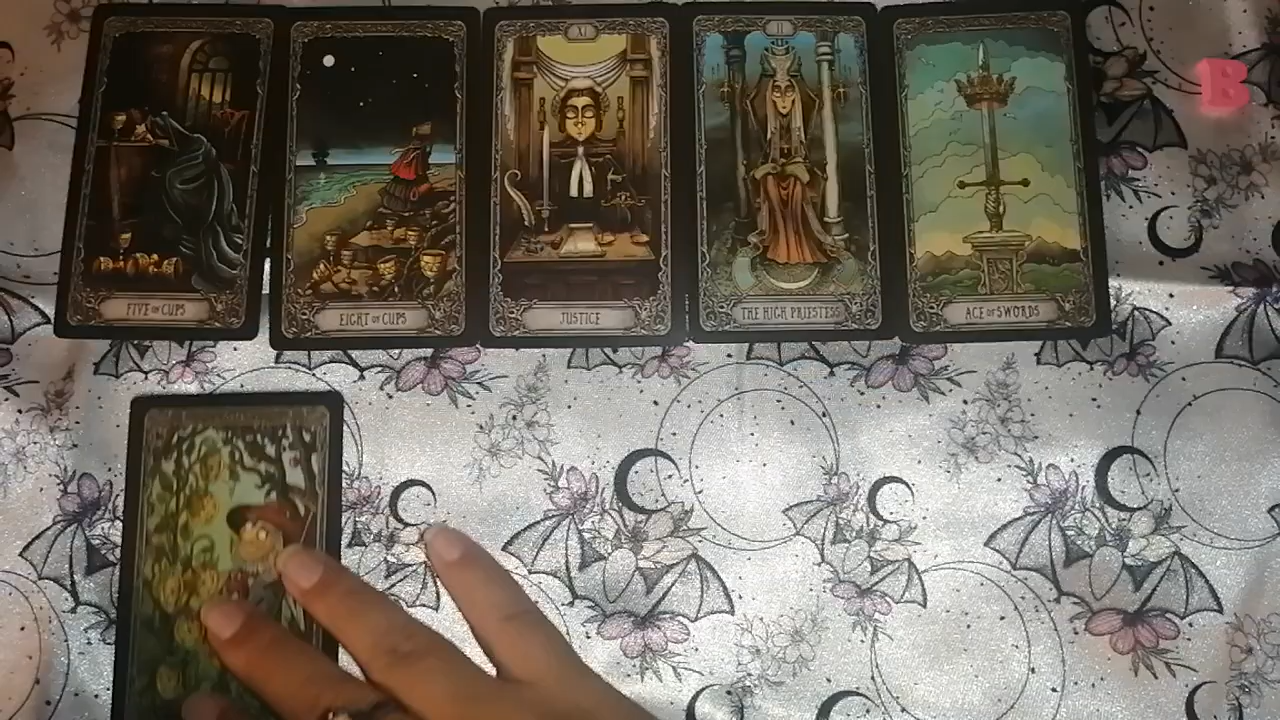 XI
II
B
FIVE OF CUPS
EIGHT OF CUPS
JUSTICE
THE HIGH PRIESTESS
ACE OF SWORDS